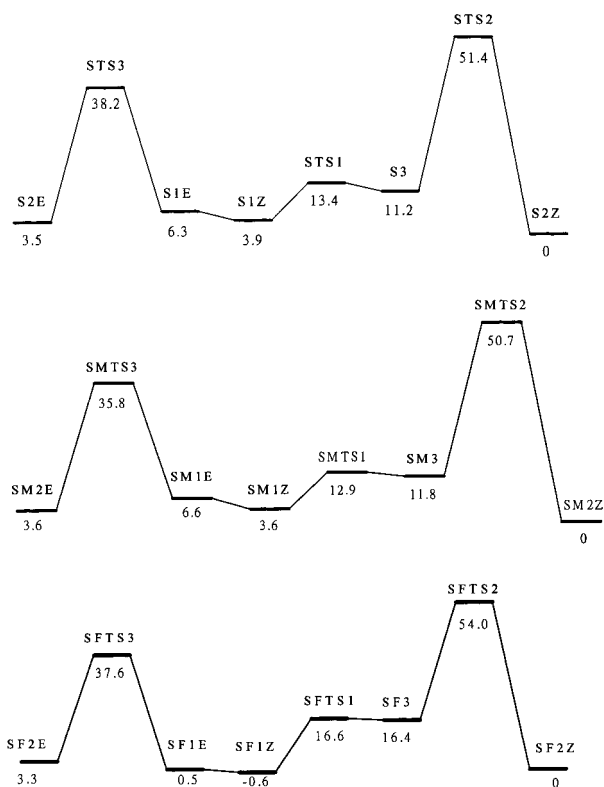 STS2
51.4
STS3
38.2
STS1
13.4
S3
11.2
S2E
3.5
S1E
6.3
S1Z
3.9
S2Z
0
SMTS2
50.7
SMTS3
35.8
SMTS1
12.9
SM3
11.8
SM2E
3.6
SM1E
6.6
SM1Z
3.6
SM2Z
0
SFTS2
54.0
SFTS3
37.6
SFTS1
16.6
SF3
16.4
SF2E
3.3
SF1E
0.5
SF1Z
-0.6
SF2Z
0